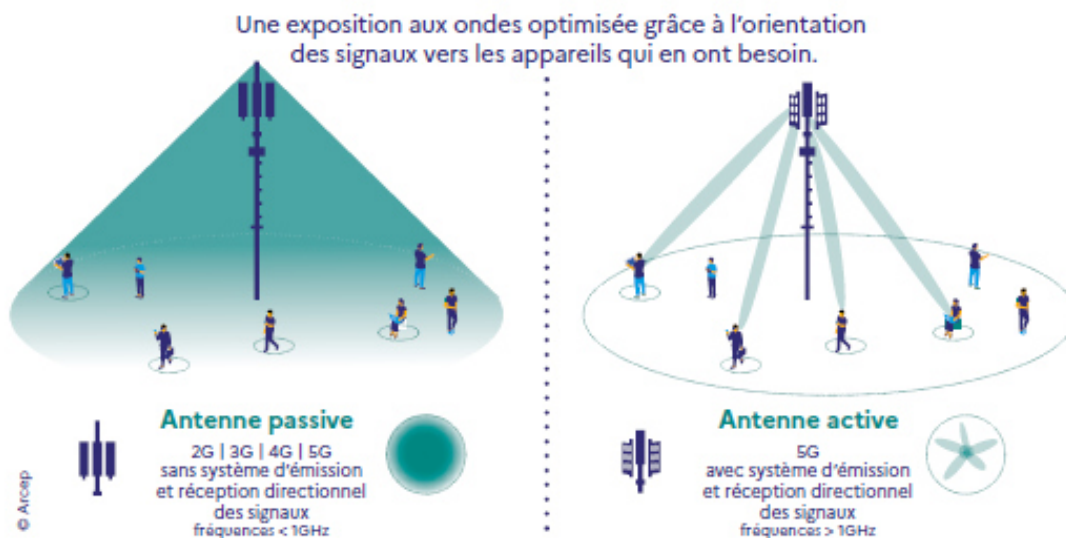 Une exposition aux ondes optimisée grâce à l'orientation
des signaux vers les appareils qui en ont besoin.
Antenne passive
2G | 3G | 4G | 5G
sans système d'émission
et réception directionnel
des signaux
fréquences < 1GHz
Antenne active
5G
avec système d'émission
et réception directionnel
des signaux
fréquences > 1GHz
© Arcep